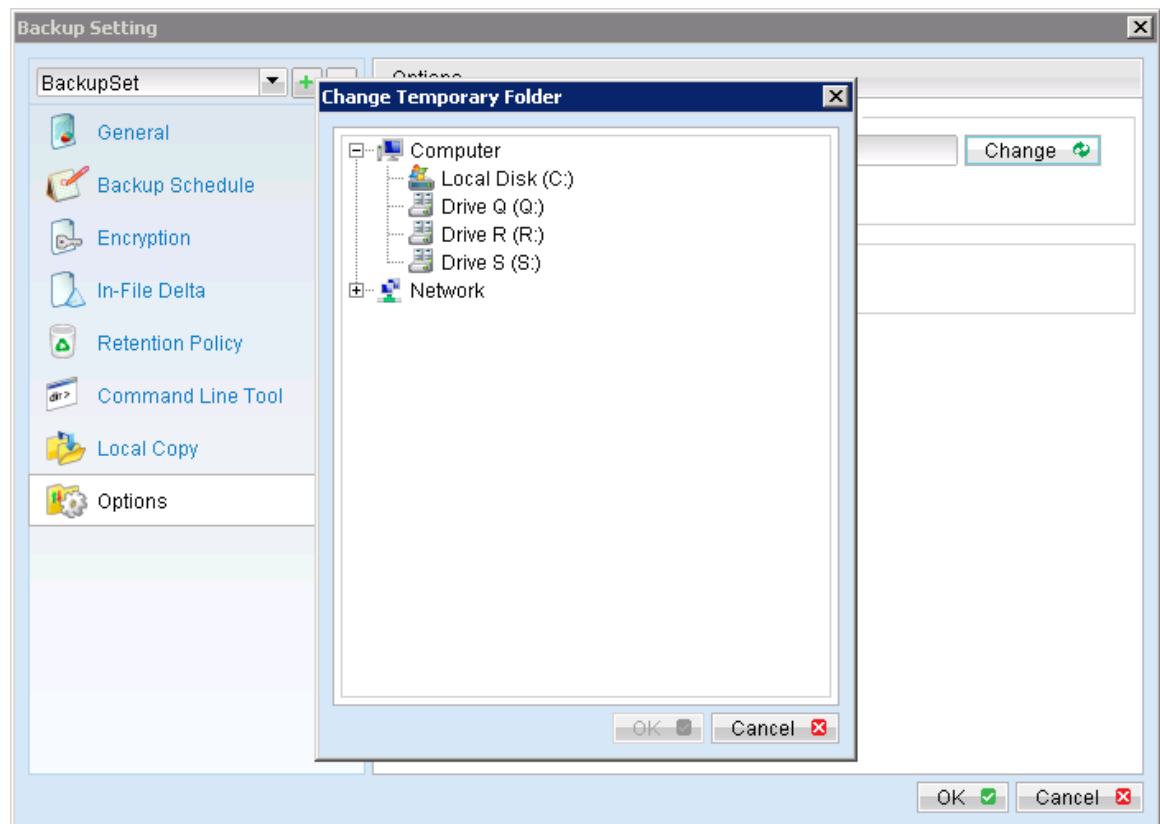 Backup Setting
BackupSet
General
Backup Schedule
Encryption
In-File Delta
Retention Policy
Command Line Tool
Local Copy
Options
Options
Change
Change Temporary Folder
Computer
Local Disk (C:)
Drive Q (Q:)
Drive R (R:)
Drive S (S:)
Network
OK
Cancel
OK
Cancel